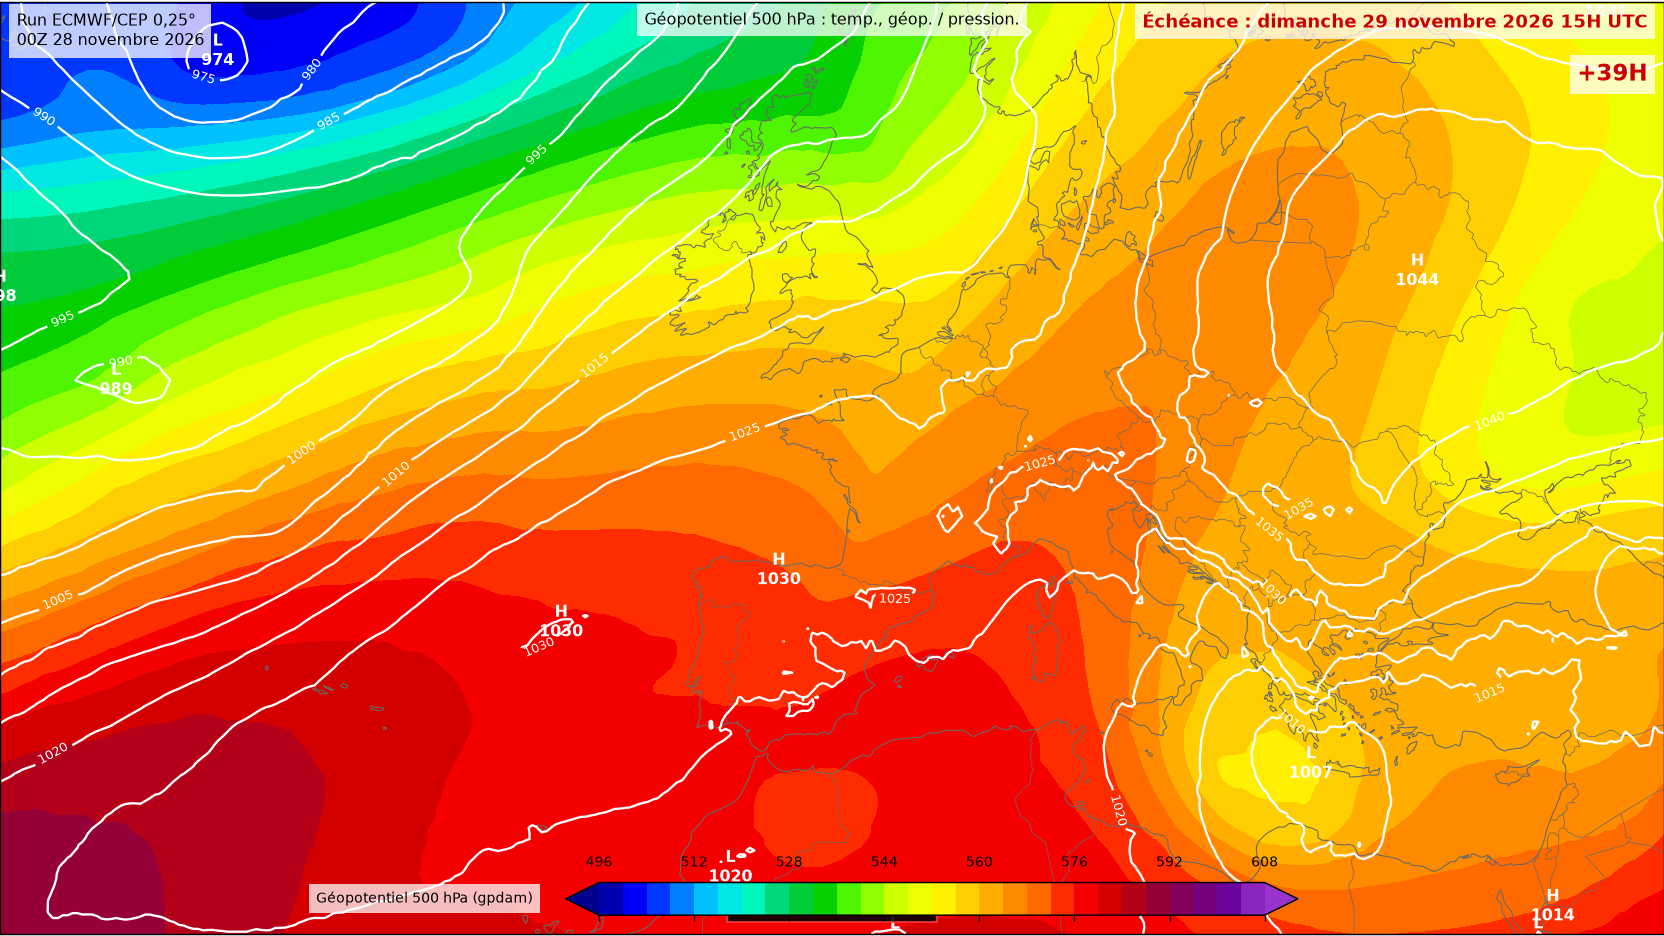 Run ECMWF/CEP 0,25°
00Z 28 novembre 2026
Géopotentiel 500 hPa : temp., géop. / pression.
Échéance : dimanche 29 novembre 2026 15H UTC
+39H
L
974
975
980
985
990
995
H
1044
H
98
995
990
L
989
1015
1000
1025
1040
1010
1025
1035
1035
H
1030
1025
1030
1005
H
1030
1030
1015
1010
1020
L
1007
1020
L
1020
496 512 528 544 560 576 592 608
Géopotentiel 500 hPa (gpdam)
H
1014
L
L